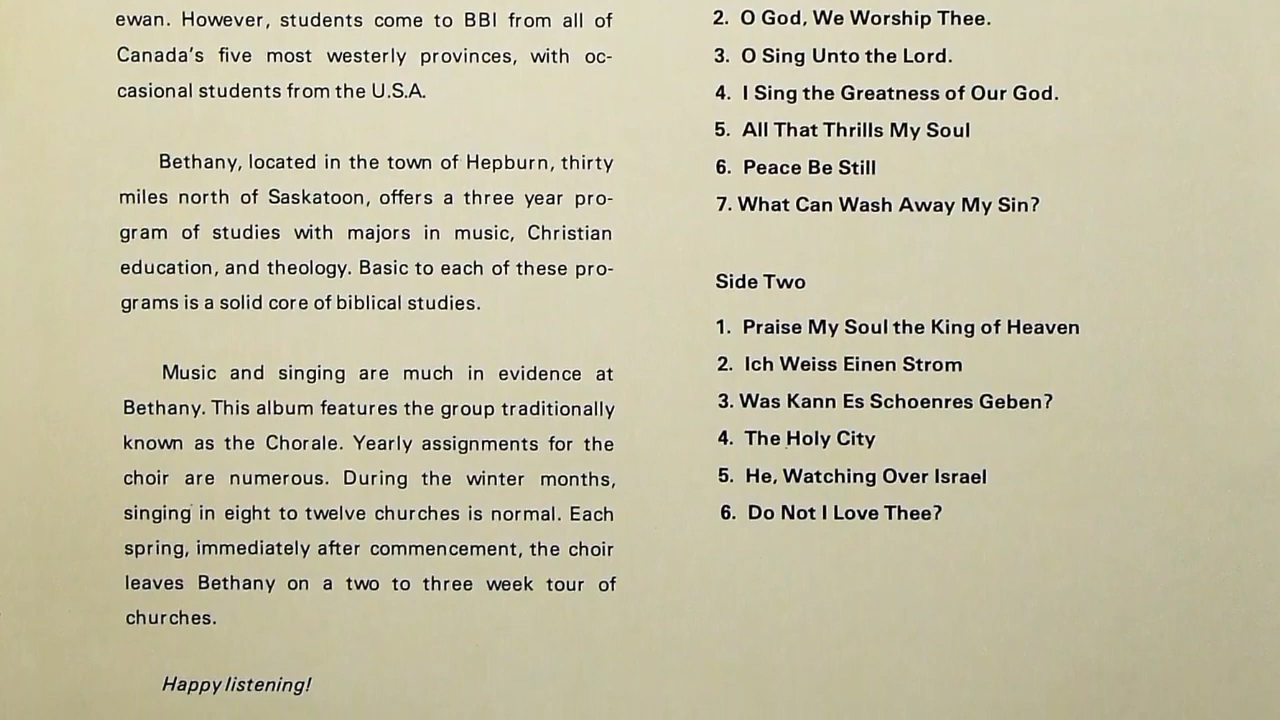 ewan. However, students come to BBI from all of
Canada's five most westerly provinces, with oc-
casional students from the U.S.A.
Bethany, located in the town of Hepburn, thirty
miles north of Saskatoon, offers a three year pro-
gram of studies with majors in music, Christian
education, and theology. Basic to each of these pro-
grams is a solid core of biblical studies.
Music and singing are much in evidence at
Bethany. This album features the group traditionally
known as the Chorale. Yearly assignments for the
choir are numerous. During the winter months,
singing in eight to twelve churches is normal. Each
spring, immediately after commencement, the choir
leaves Bethany on a two to three week tour of
churches.
Happy listening!
2. O God, We Worship Thee.
3. O Sing Unto the Lord.
4. I Sing the Greatness of Our God.
5. All That Thrills My Soul
6. Peace Be Still
7. What Can Wash Away My Sin?
Side Two
1. Praise My Soul the King of Heaven
2. Ich Weiss Einen Strom
3. Was Kann Es Schoenres Geben?
4. The Holy City
5. He, Watching Over Israel
6. Do Not I Love Thee?